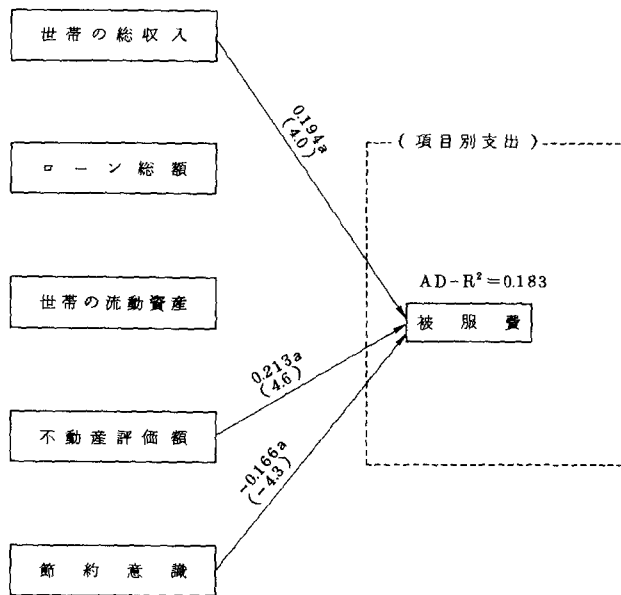 世帯の総収入
0.194a
(4.0)
(項目別支出)
ローン総額
世帯の流動資産
AD-R²=0.183
被服費
0.213a
(4.6)
不動産評価額
-0.166a
(-4.3)
節約意識